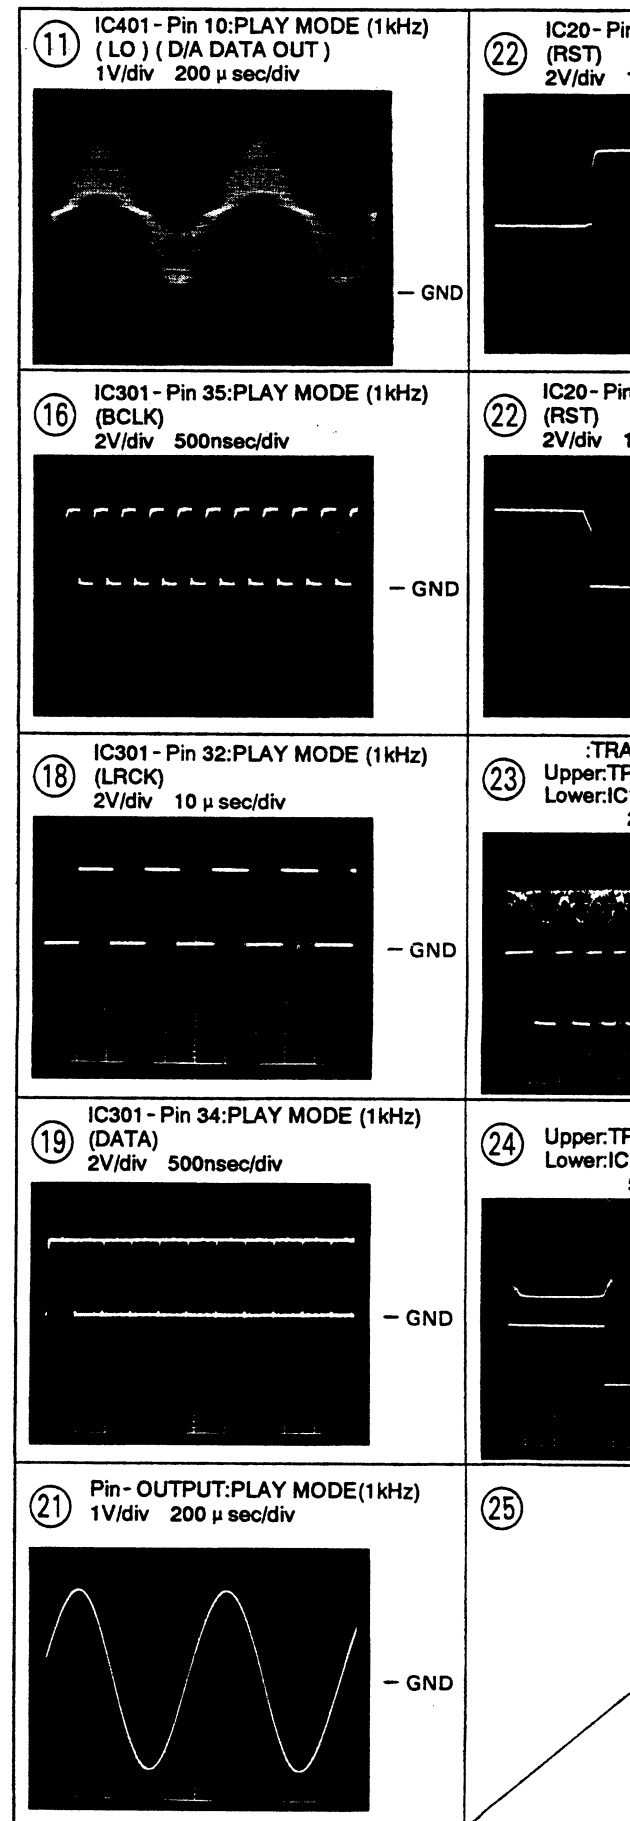 11
IC401 - Pin 10:PLAY MODE (1kHz)
( LO ) ( D/A DATA OUT )
1V/div 200 μ sec/div
GND
16
IC301 - Pin 35:PLAY MODE (1kHz)
(BCLK)
2V/div 500nsec/div
GND
18
IC301 - Pin 32:PLAY MODE (1kHz)
(LRCK)
2V/div 10 μ sec/div
GND
19
IC301 - Pin 34:PLAY MODE (1kHz)
(DATA)
2V/div 500nsec/div
GND
21
Pin - OUTPUT:PLAY MODE(1kHz)
1V/div 200 μ sec/div
GND
22
IC20 - Pin
(RST)
2V/div
22
IC20 - Pin
(RST)
2V/div 1
23
:TRA
Upper:TP
Lower:IC
24
Upper:TP
Lower:IC
25